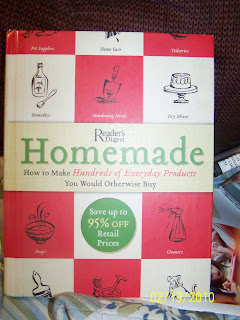 Pet Supplies
Home Care
Toiletries
Remedies
Gardening Needs
Dry Mixes
Reader's
Digest
Homemade
How to Make Hundreds of Everyday Products
You Would Otherwise Buy
Save up to
95% OFF
Retail
Prices
Soups
Cleaners
02/13/2010